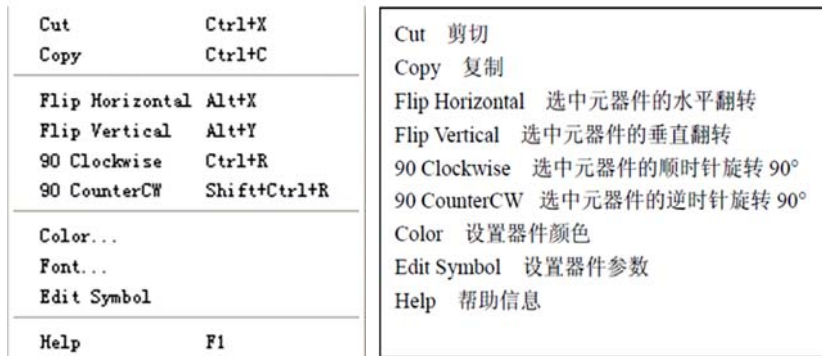 Cut Ctrl+X
Copy Ctrl+C
Flip Horizontal Alt+X
Flip Vertical Alt+Y
90 Clockwise Ctrl+R
90 CounterCW Shift+Ctrl+R
Color...
Font...
Edit Symbol
Help F1
Cut 剪切
Copy 复制
Flip Horizontal 选中元器件的水平翻转
Flip Vertical 选中元器件的垂直翻转
90 Clockwise 选中元器件的顺时针旋转 90°
90 CounterCW 选中元器件的逆时针旋转 90°
Color 设置器件颜色
Edit Symbol 设置器件参数
Help 帮助信息